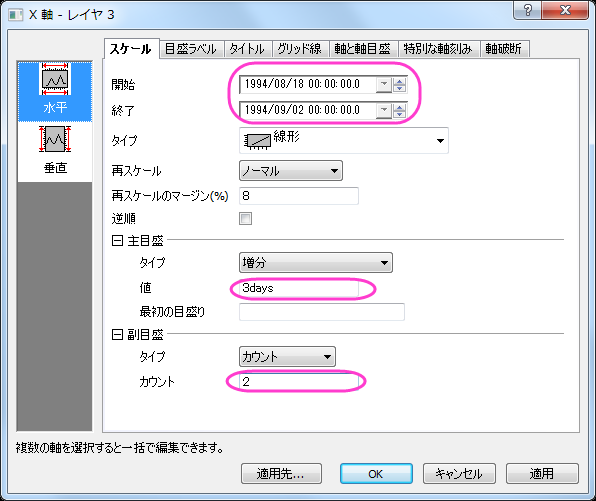 X 軸 - レイヤ 3
スケール 目盛ラベル タイトル グリッド線 軸と軸目盛 特別な軸刻み 軸破断
水平
垂直
開始 1994/08/18 00:00:00.0
終了 1994/09/02 00:00:00.0
タイプ 線形
再スケール ノーマル
再スケールのマージン(%) 8
逆順
主目盛
タイプ 増分
値 3days
最初の目盛り
副目盛
タイプ カウント
カウント 2
複数の軸を選択すると一括で編集できます。
適用先... OK キャンセル 適用